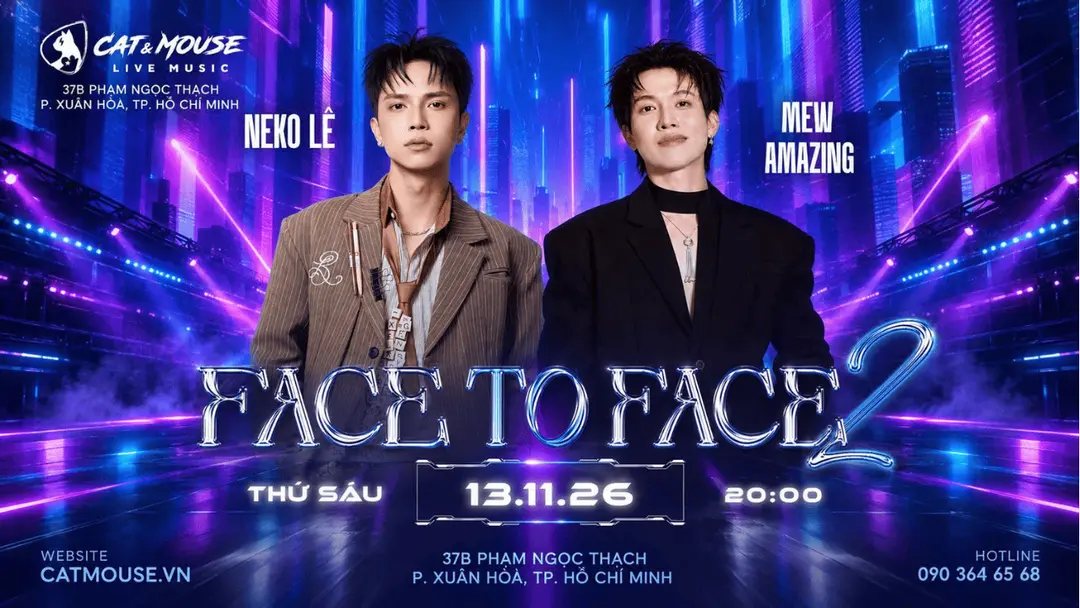 CAT & MOUSE
LIVE MUSIC
37B PHẠM NGỌC THẠCH
P. XUÂN HÒA, TP. HỒ CHÍ MINH
NEKO LÊ
MEW
AMAZING
FACE TO FACE 2
THỨ SÁU
13.11.26
20:00
WEBSITE
CATMOUSE.VN
37B PHẠM NGỌC THẠCH
P. XUÂN HÒA, TP. HỒ CHÍ MINH
HOTLINE
090 364 65 68